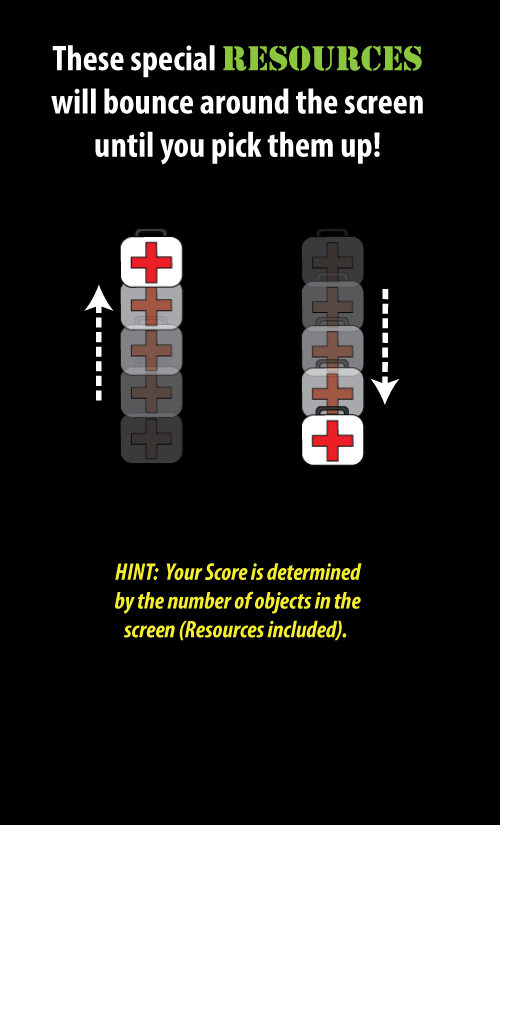 These special RESOURCES
will bounce around the screen
until you pick them up!
HINT: Your Score is determined
by the number of objects in the
screen (Resources included).